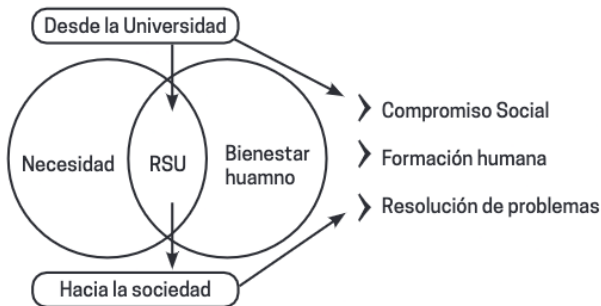 Desde la Universidad
Necesidad
RSU
Bienestar
huamno
Compromiso Social
Formación humana
Resolución de problemas
Hacia la sociedad